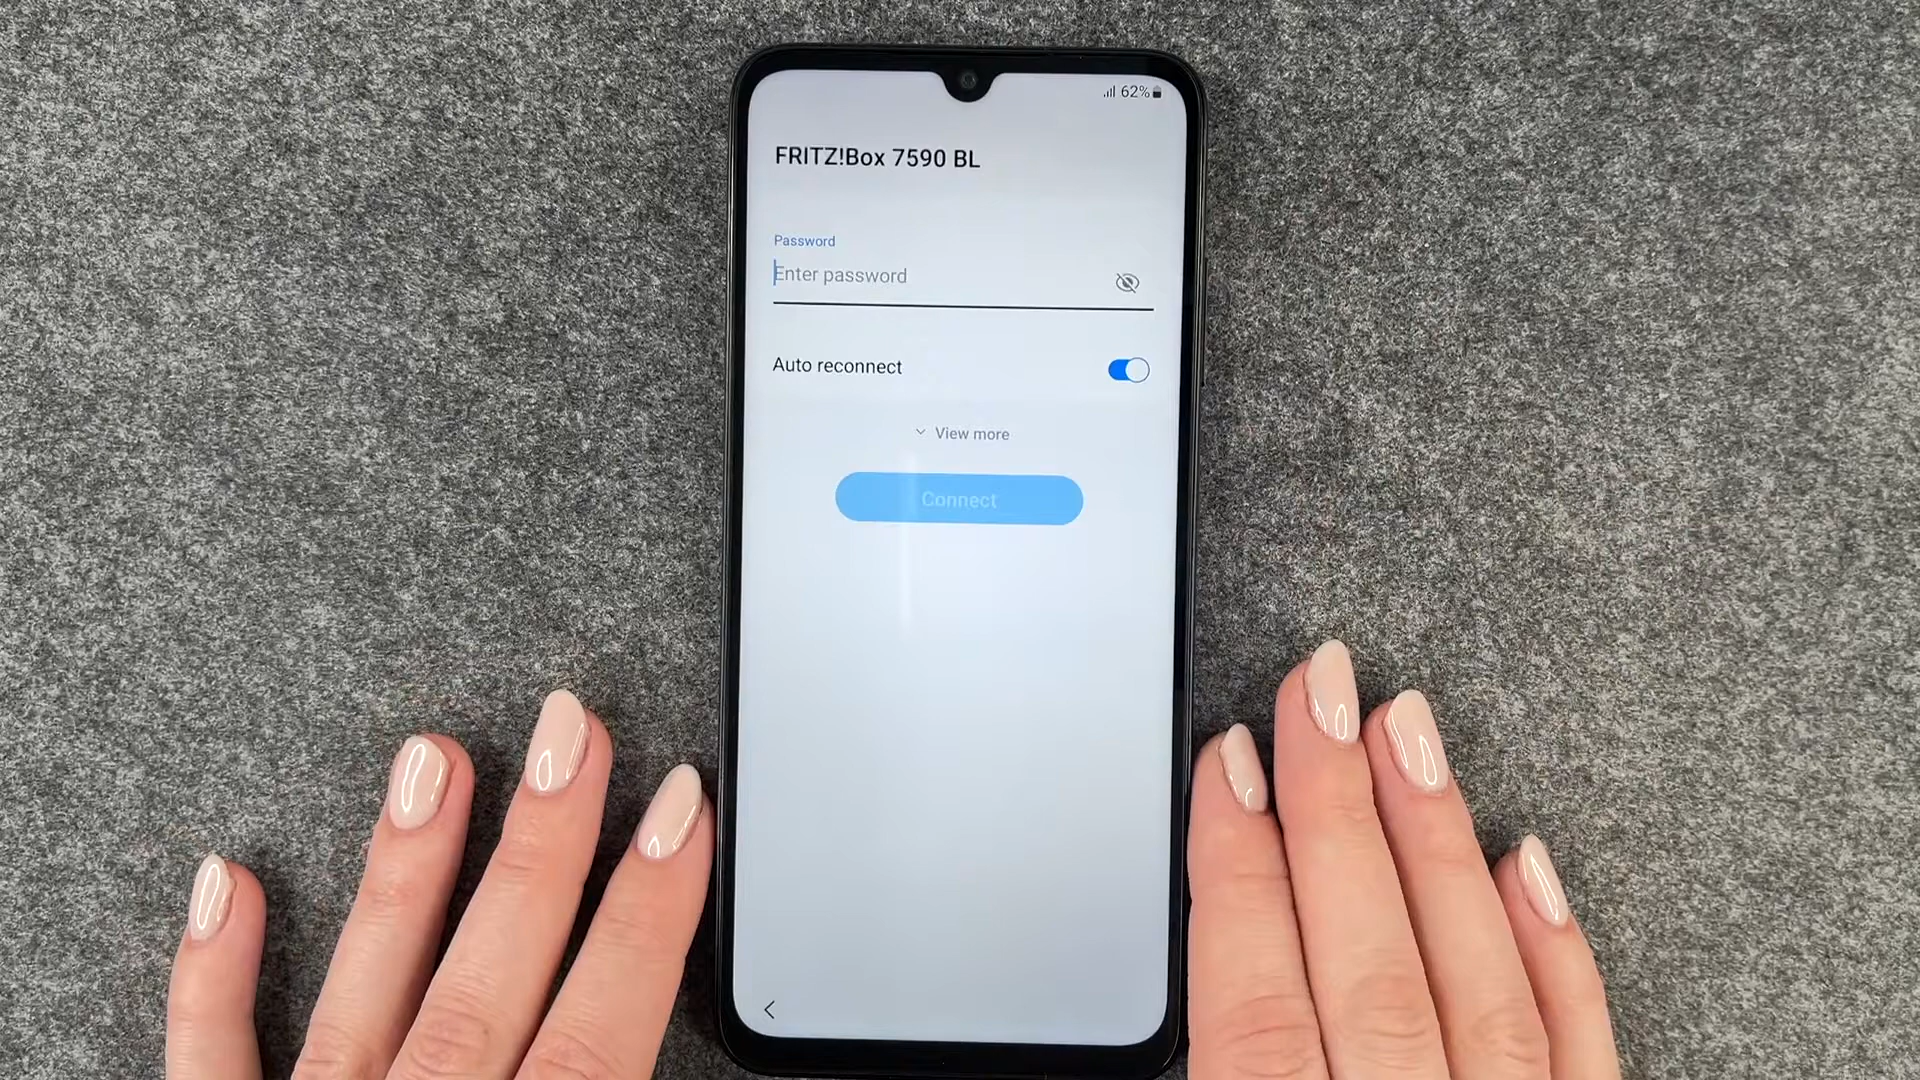 62%
FRITZ!Box 7590 BL
Password
Enter password
Auto reconnect
View more
Connect